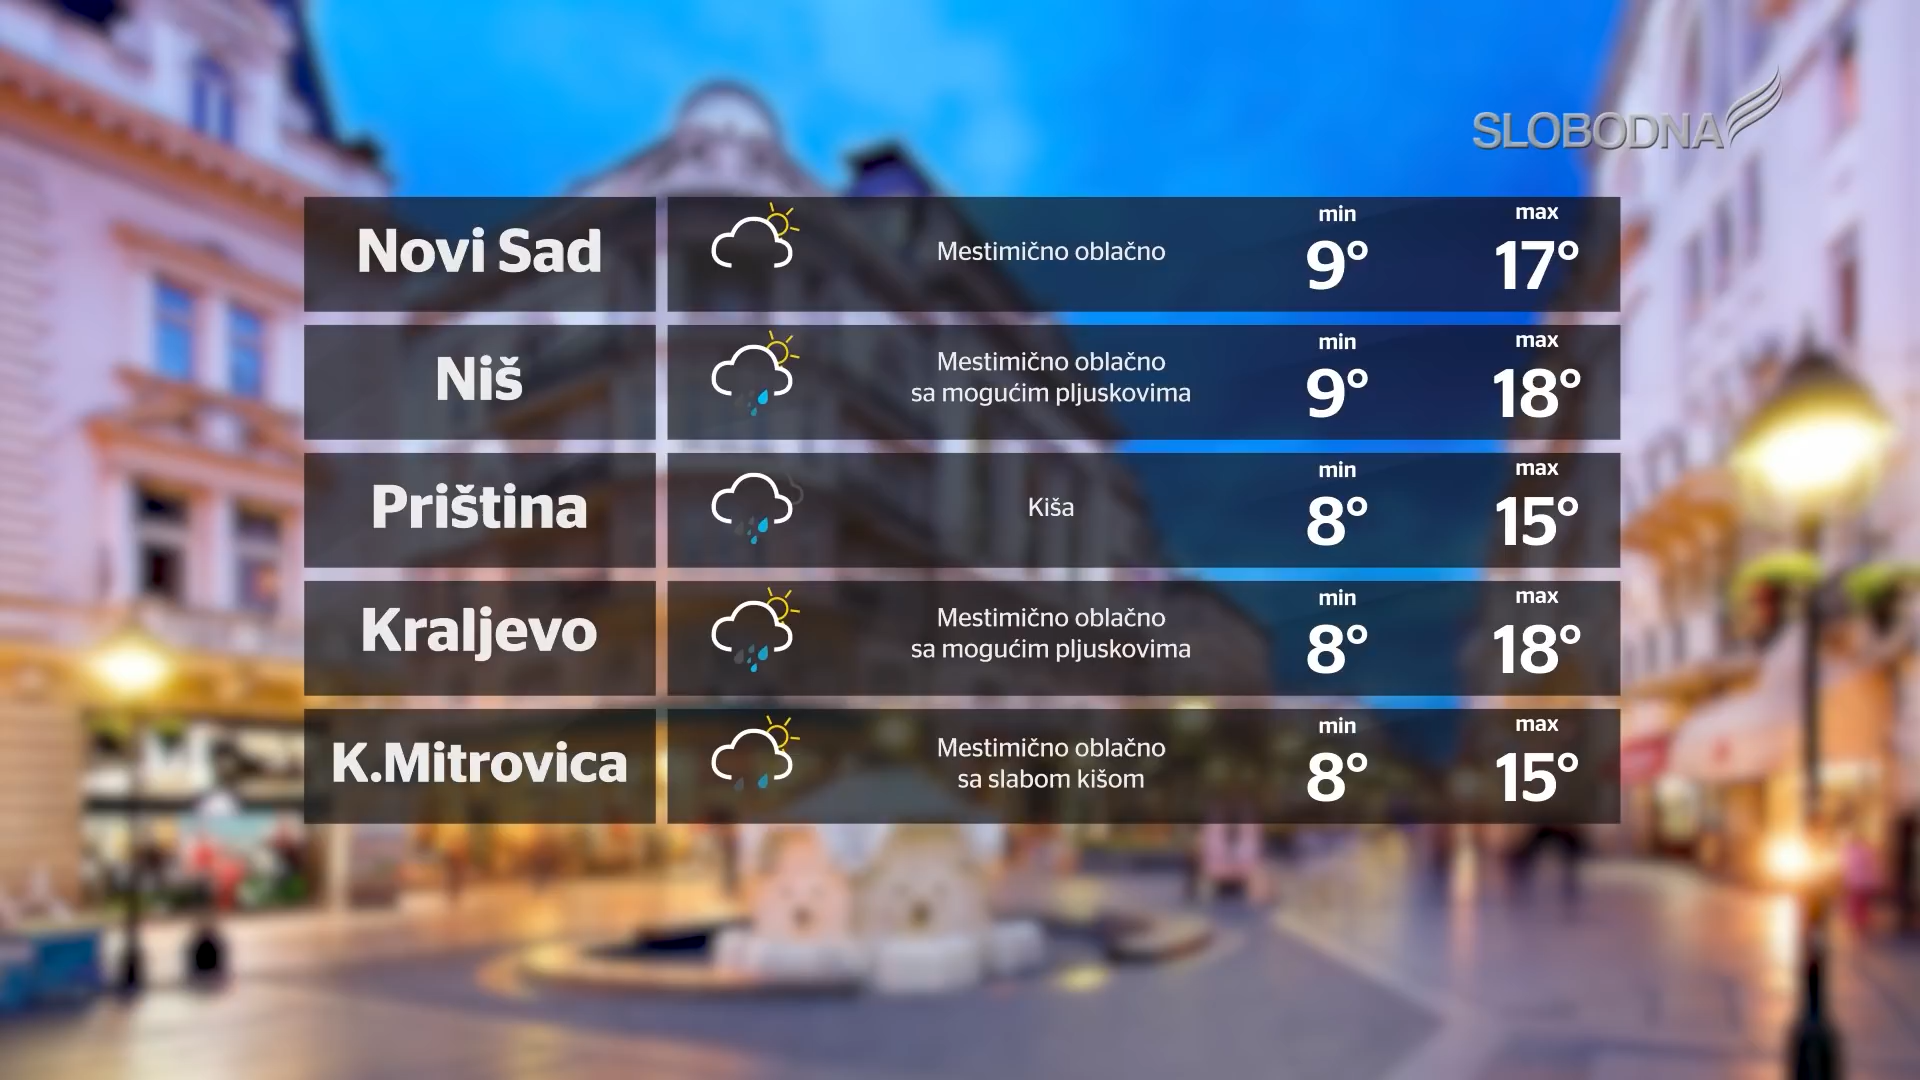 SLOBODNA
Novi Sad
Mestimično oblačno
min
9°
max
17°
Niš
Mestimično oblačno
sa mogućim pljuskovima
min
9°
max
18°
Priština
Kiša
min
8°
max
15°
Kraljevo
Mestimično oblačno
sa mogućim pljuskovima
min
8°
max
18°
K.Mitrovica
Mestimično oblačno
sa slabom kišom
min
8°
max
15°